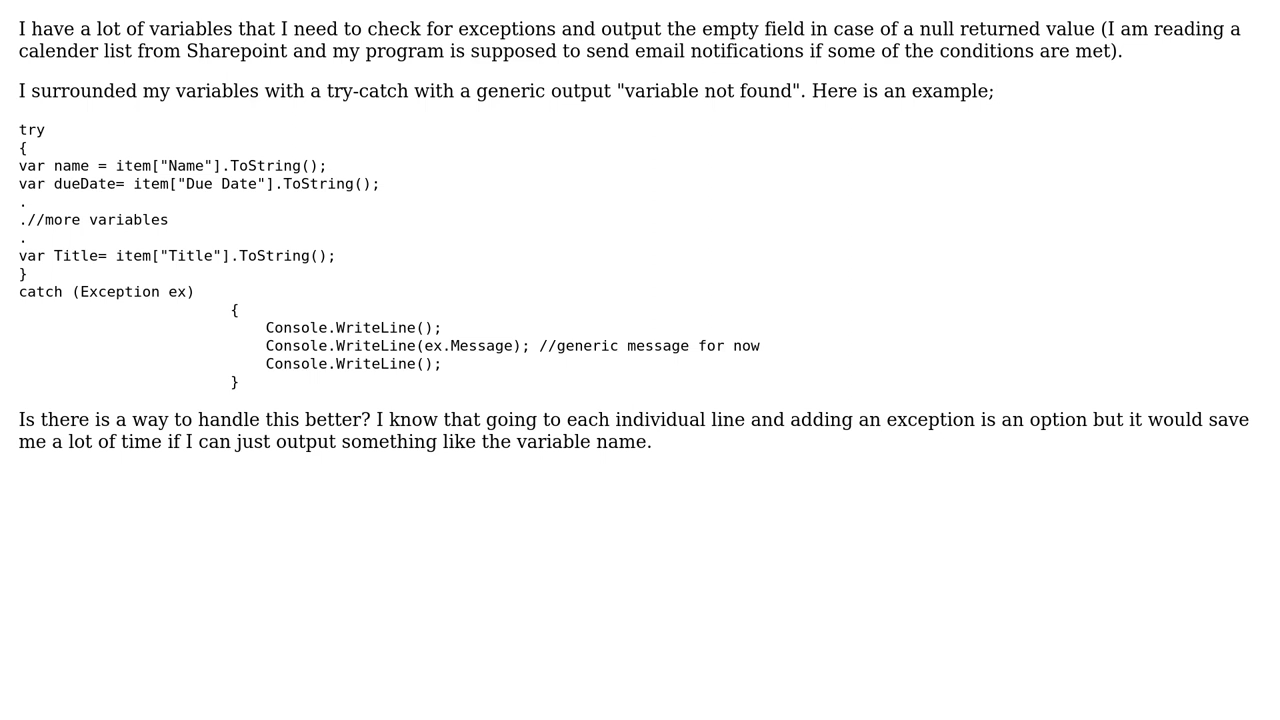 I have a lot of variables that I need to check for exceptions and output the empty field in case of a null returned value (I am reading a
calender list from Sharepoint and my program is supposed to send email notifications if some of the conditions are met).
I surrounded my variables with a try-catch with a generic output "variable not found". Here is an example;
try
{
var name = item["Name"].ToString();
var dueDate= item["Due Date"].ToString();
.
.//more variables
.
var Title= item["Title"].ToString();
}
catch (Exception ex)
{
Console.WriteLine();
Console.WriteLine(ex.Message); //generic message for now
Console.WriteLine();
}
Is there is a way to handle this better? I know that going to each individual line and adding an exception is an option but it would save
me a lot of time if I can just output something like the variable name.